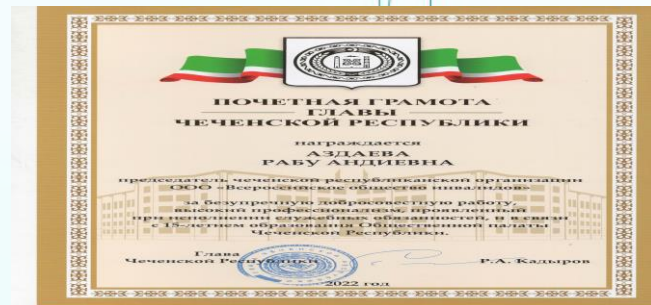 ПОЧЕТНАЯ ГРАМОТА
ГЛАВЫ
ЧЕЧЕНСКОЙ РЕСПУБЛИКИ
награждается
АЗДАЕВА
РАБУ АНДИЕВНА
председатель чеченской республиканской организации
ООО «Всероссийское общество инвалидов»
за безупречную добросовестную работу,
высокий профессионализм, проявленный
при исполнении служебных обязанностей, и в связи
с 15-летием образования Общественной палаты
Чеченской Республики.
Глава
Чеченской Республики Р.А. Кадыров
2022 год